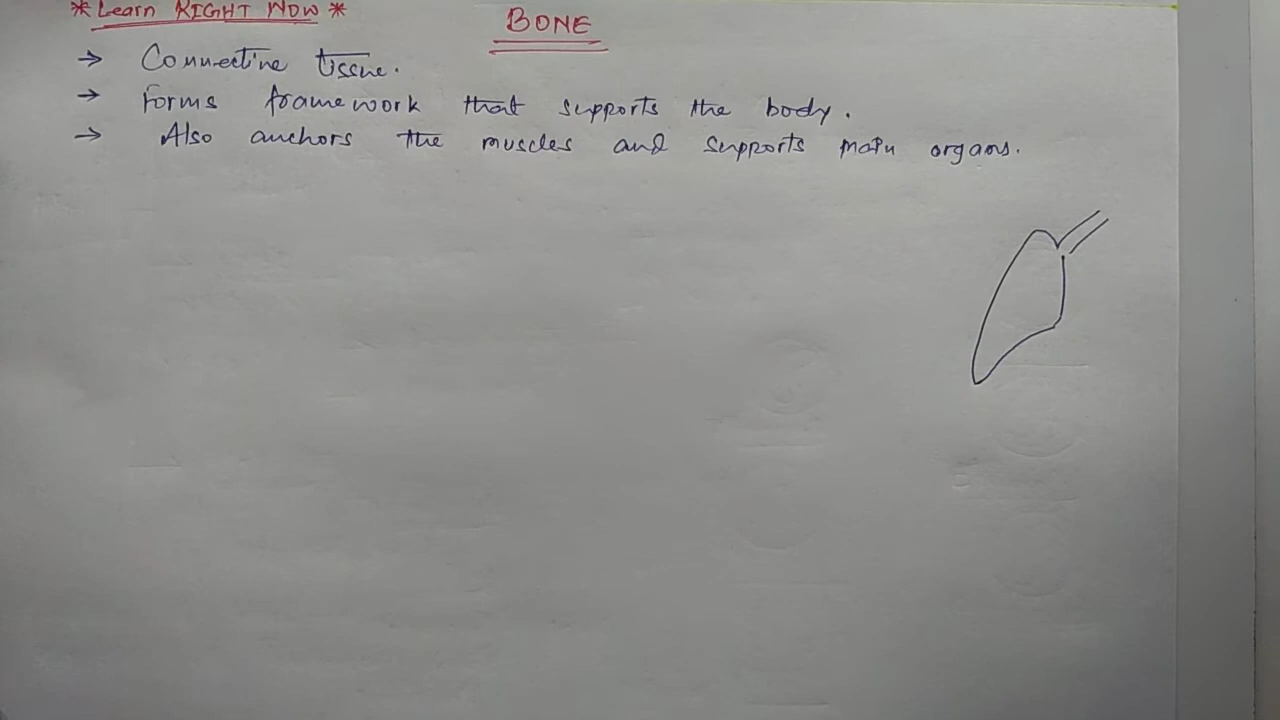 *Learn RIGHT NOW*
BONE
→ Connective tissue.
→ Forms framework that supports the body.
→ Also anchors the muscles and supports main organs.